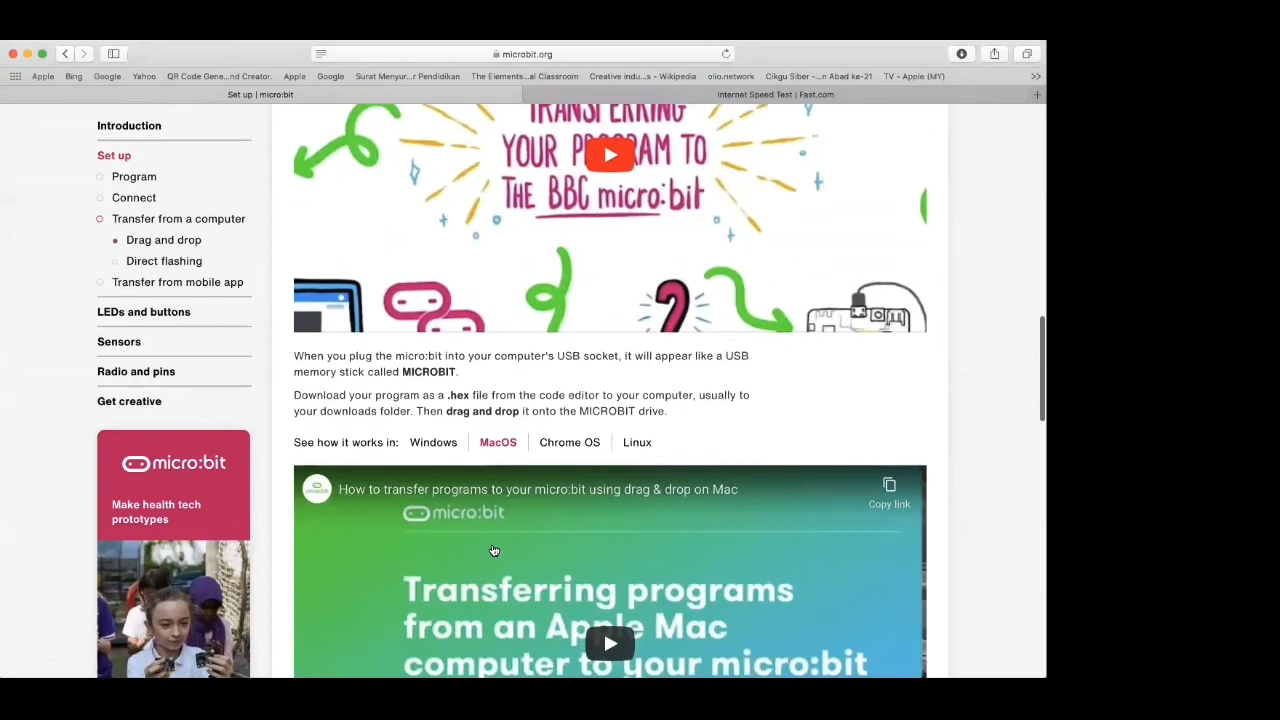 microbit.org
Apple Bing Google Yahoo QR Code Gene...nd Creator. Apple Google Surat Menyur...r Pendidikan The Elements...al Classroom Creative indu...s - Wikipedia olio.network Cikgu Siber -...n Abad ke-21 TV - Apple (MY)
Set up | micro:bit
Internet Speed Test | Fast.com
Introduction
Set up
Program
Connect
Transfer from a computer
Drag and drop
Direct flashing
Transfer from mobile app
LEDs and buttons
Sensors
Radio and pins
Get creative
micro:bit
Make health tech
prototypes
TRANSFERRING
YOUR PROGRAM TO
THE BBC micro:bit
When you plug the micro:bit into your computer's USB socket, it will appear like a USB
memory stick called MICROBIT.
Download your program as a .hex file from the code editor to your computer, usually to
your downloads folder. Then drag and drop it onto the MICROBIT drive.
See how it works in: Windows MacOS Chrome OS Linux
How to transfer programs to your micro:bit using drag & drop on Mac
Copy link
micro:bit
Transferring programs
from an Apple Mac
computer to your micro:bit